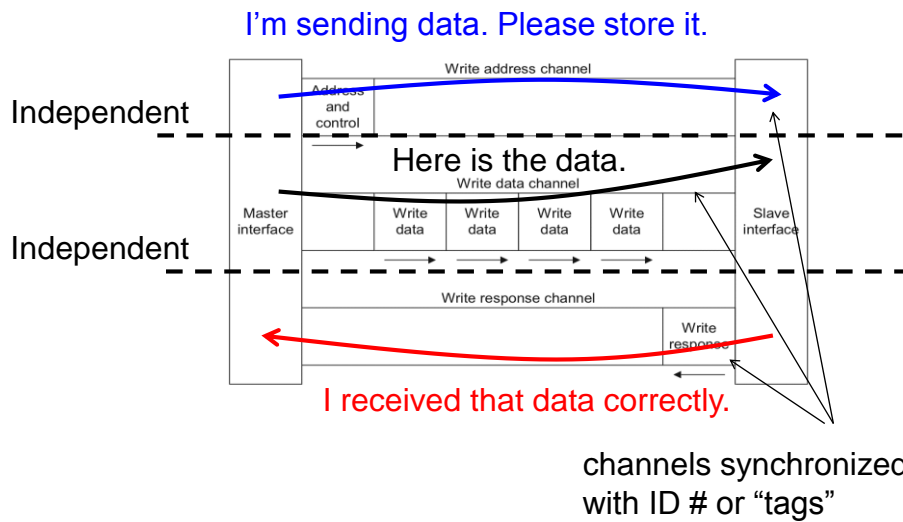 I'm sending data. Please store it.
Write address channel
Independent
Address
and
control
Here is the data.
Write data channel
Master
interface
Write
data
Write
data
Write
data
Write
data
Slave
interface
Independent
Write response channel
Write
response
I received that data correctly.
channels synchronized
with ID # or “tags”